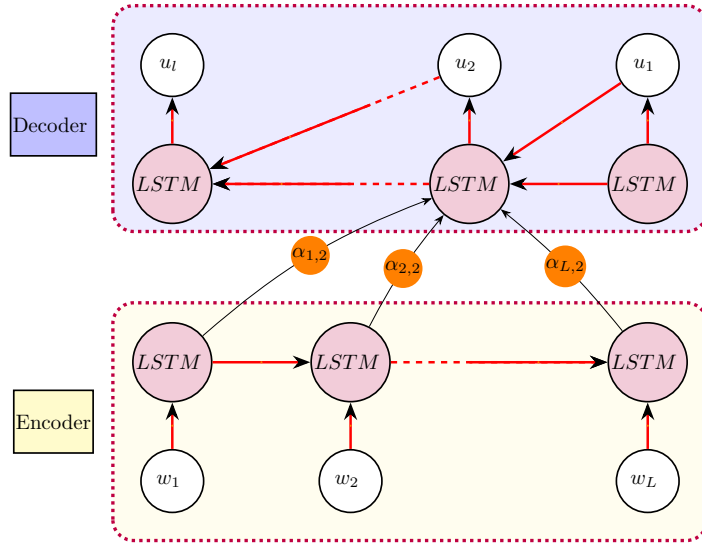 u_l
u_2
u_1
Decoder
LSTM
LSTM
LSTM
α_{1,2}
α_{2,2}
α_{L,2}
LSTM
LSTM
LSTM
Encoder
w_1
w_2
w_L